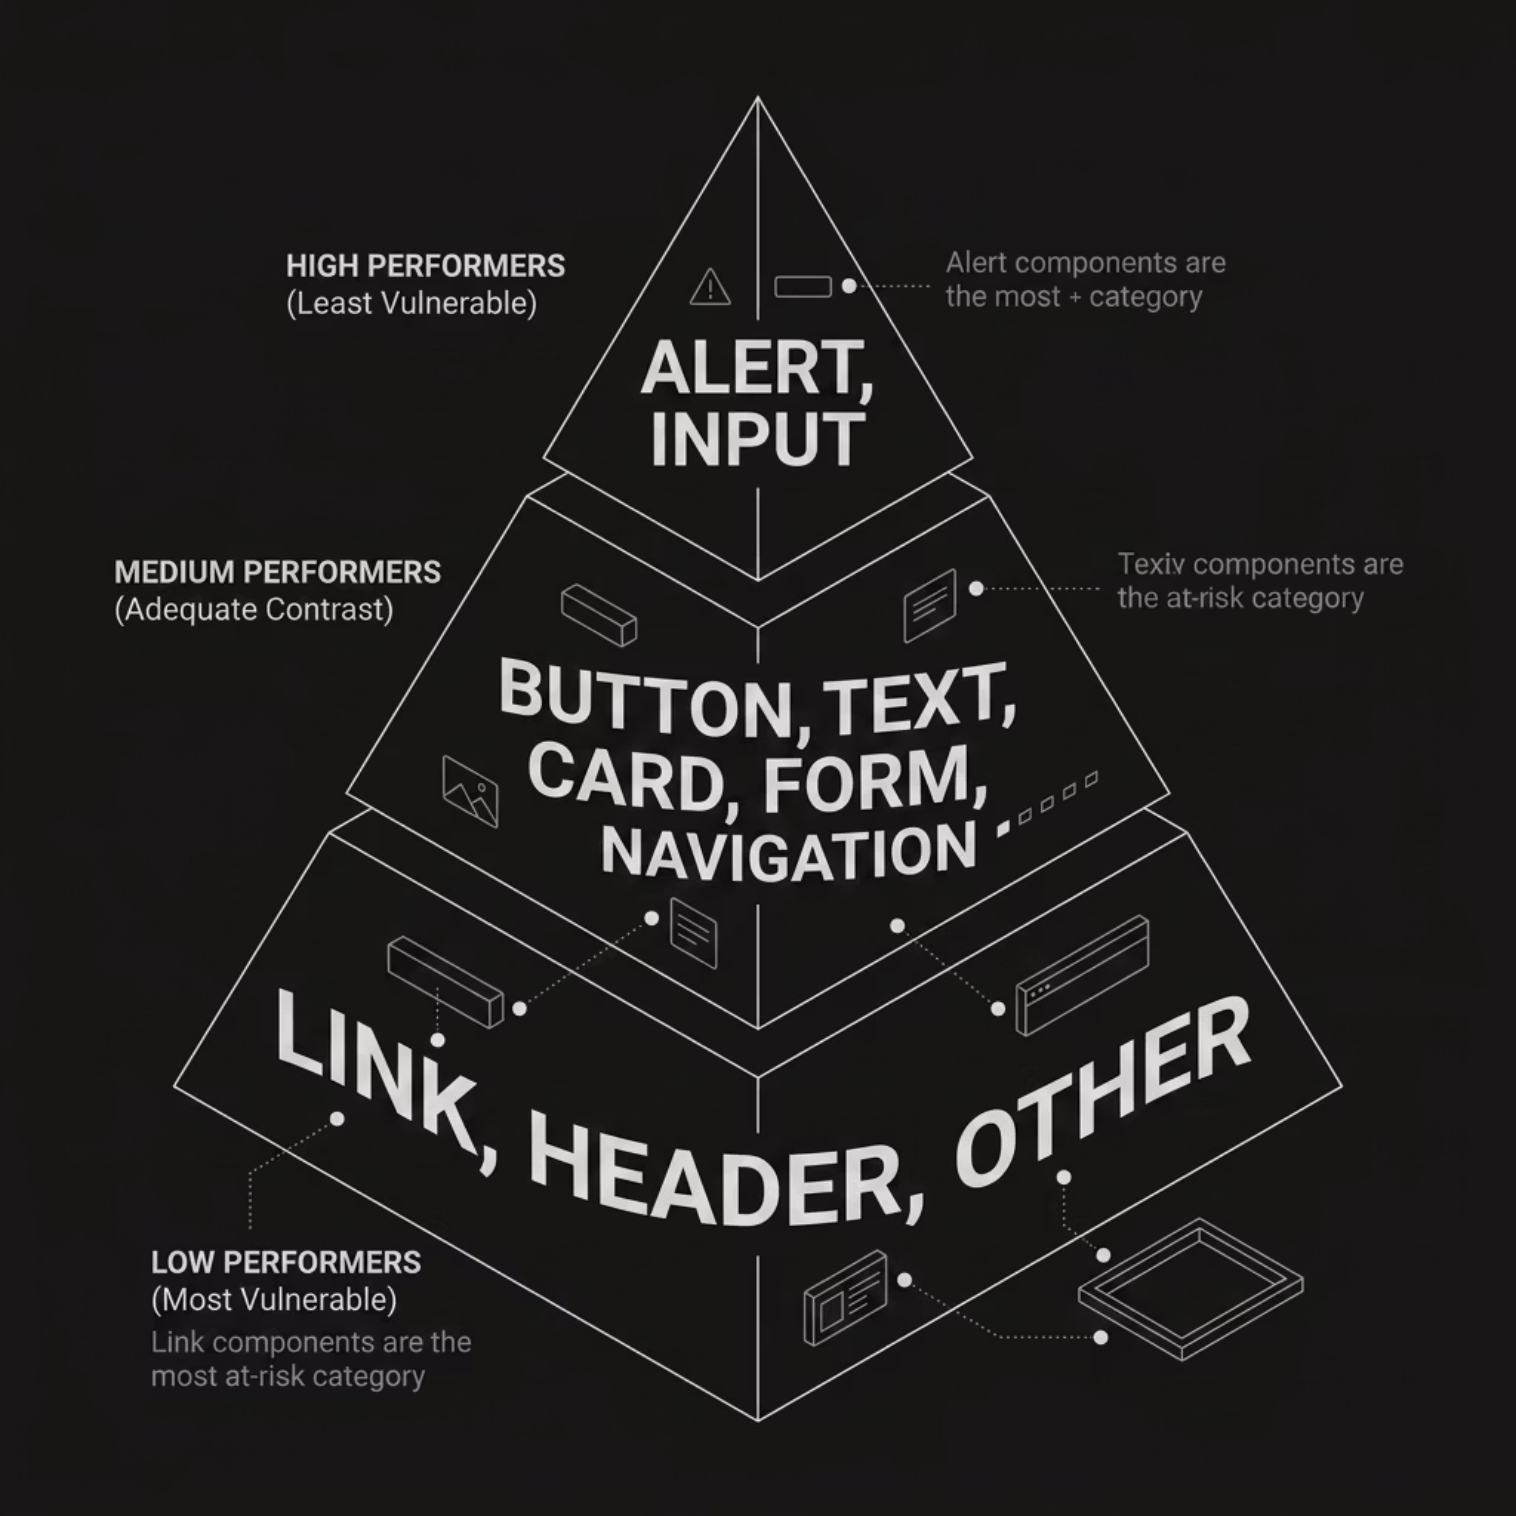 HIGH PERFORMERS
(Least Vulnerable)
Alert components are
the most + category
ALERT,
INPUT
MEDIUM PERFORMERS
(Adequate Contrast)
Texiv components are
the at-risk category
BUTTON, TEXT,
CARD, FORM,
NAVIGATION
LINK, HEADER, OTHER
LOW PERFORMERS
(Most Vulnerable)
Link components are the
most at-risk category